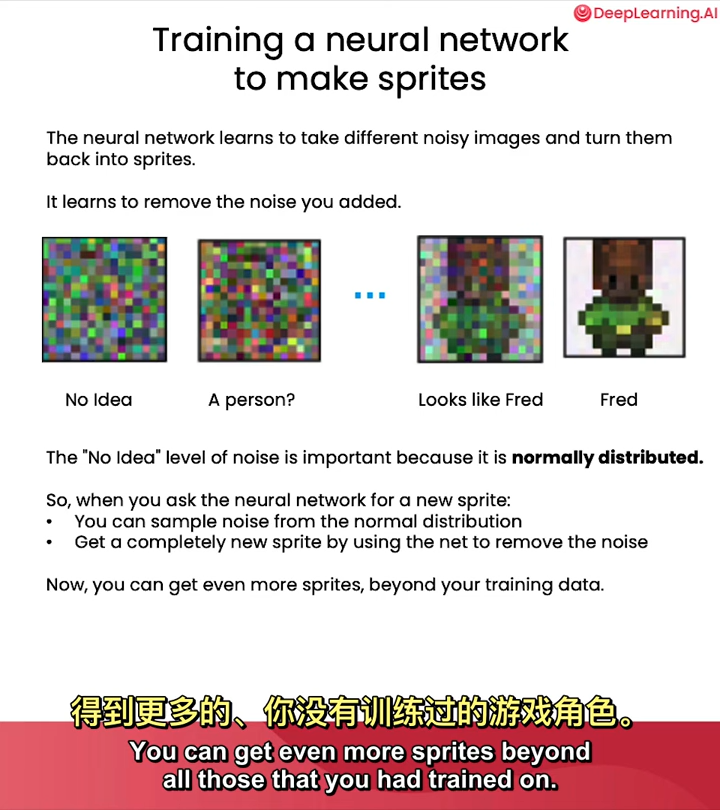 DeepLearning.AI
Training a neural network
to make sprites
The neural network learns to take different noisy images and turn them
back into sprites.
It learns to remove the noise you added.
...
No Idea
A person?
Looks like Fred
Fred
The "No Idea" level of noise is important because it is normally distributed.
So, when you ask the neural network for a new sprite:
• You can sample noise from the normal distribution
• Get a completely new sprite by using the net to remove the noise
Now, you can get even more sprites, beyond your training data.
得到更多的、你没有训练过的游戏角色。
You can get even more sprites beyond
all those that you had trained on.